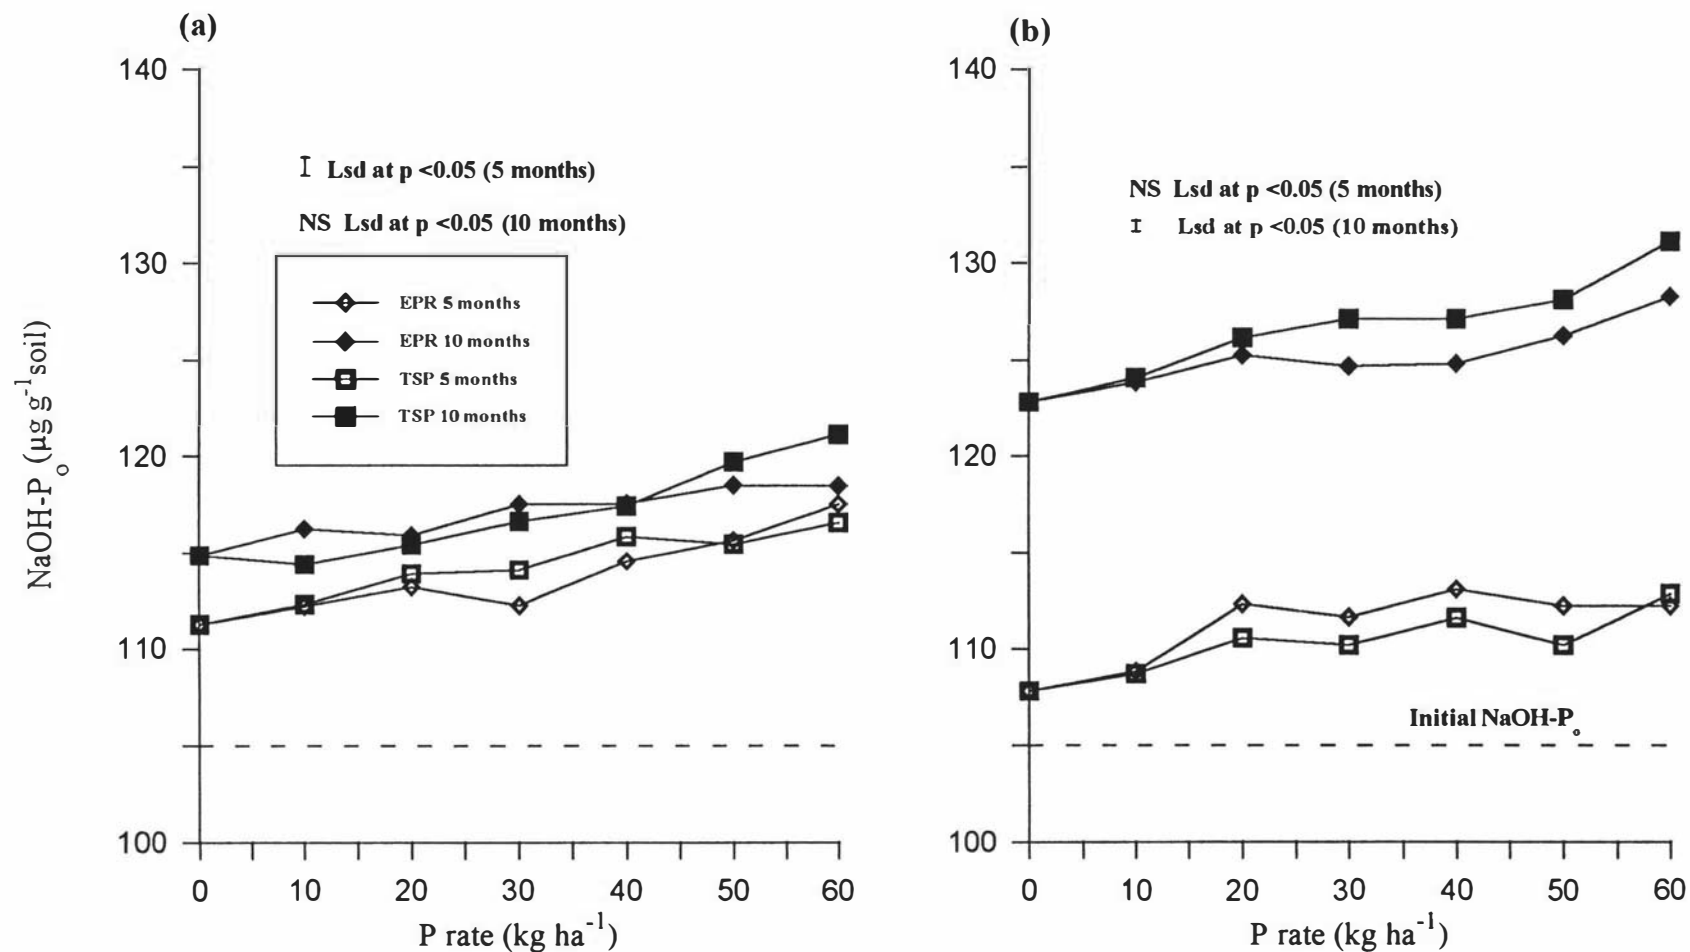 (a)
140
130
120
110
100
0 10 20 30 40 50 60
P rate (kg ha⁻¹)
NaOH-Pₒ (µg g⁻¹soil)
I Lsd at p <0.05 (5 months)
NS Lsd at p <0.05 (10 months)
EPR 5 months
EPR 10 months
TSP 5 months
TSP 10 months
(b)
140
130
120
110
100
0 10 20 30 40 50 60
P rate (kg ha⁻¹)
NS Lsd at p <0.05 (5 months)
I Lsd at p <0.05 (10 months)
Initial NaOH-Pₒ